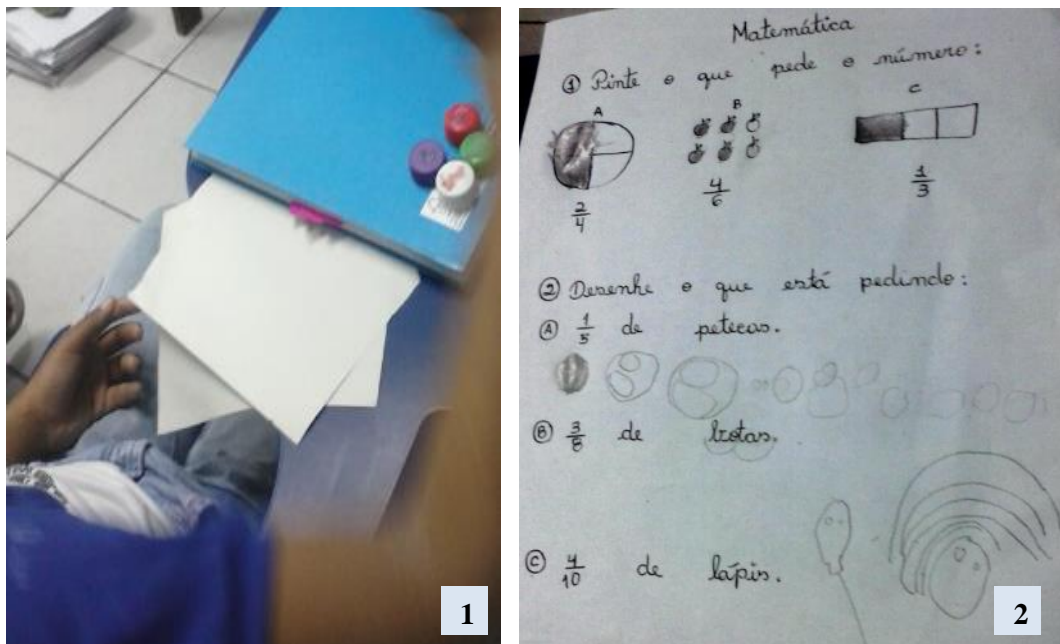 1
Matemática
① Pinte o que pede o número:
A B C
2/4 4/6 1/3
② Desenhe o que está pedindo:
Ⓐ 1/5 de petecas.
Ⓑ 3/8 de botas.
Ⓒ 4/10 de lápis.
2